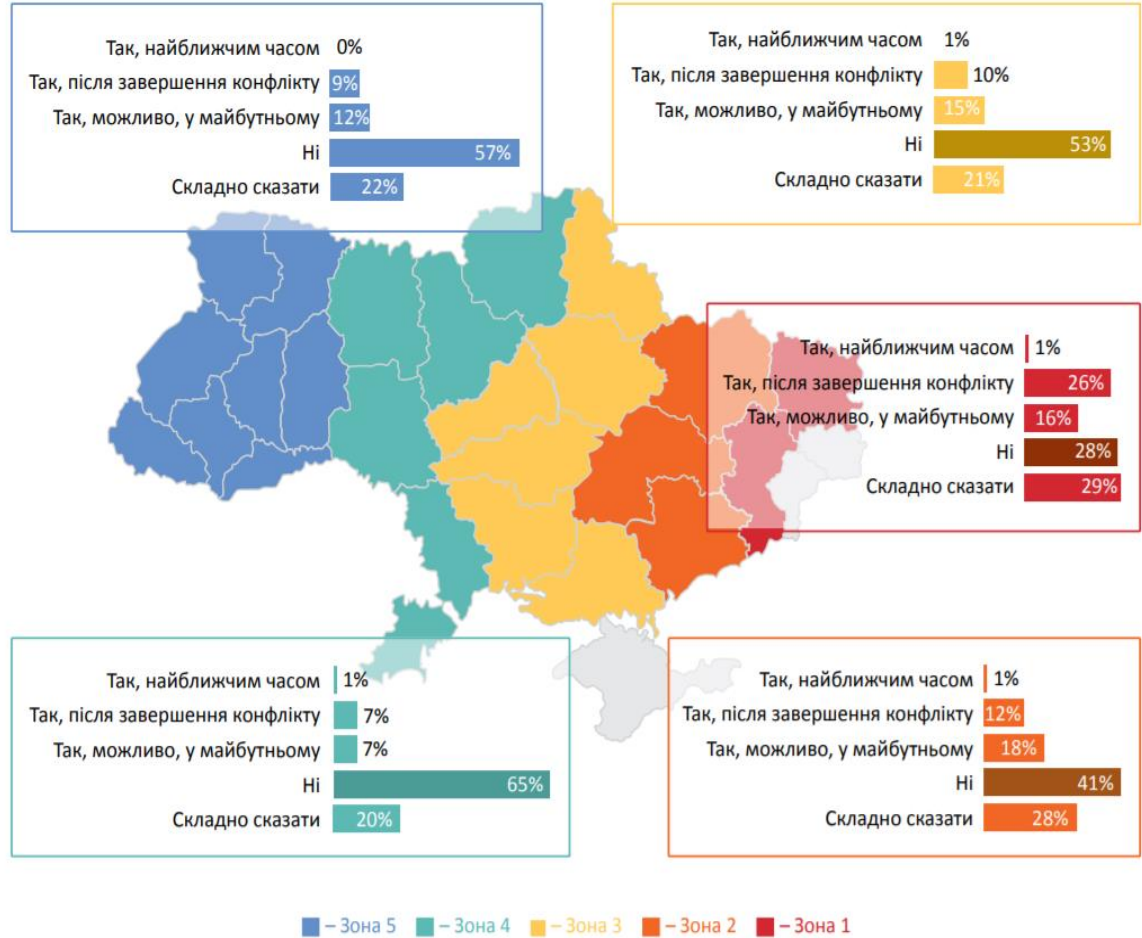 Так, найближчим часом 0%
Так, після завершення конфлікту 9%
Так, можливо, у майбутньому 12%
Ні 57%
Складно сказати 22%
Так, найближчим часом 1%
Так, після завершення конфлікту 10%
Так, можливо, у майбутньому 15%
Ні 53%
Складно сказати 21%
Так, найближчим часом 1%
Так, після завершення конфлікту 26%
Так, можливо, у майбутньому 16%
Ні 28%
Складно сказати 29%
Так, найближчим часом 1%
Так, після завершення конфлікту 7%
Так, можливо, у майбутньому 7%
Ні 65%
Складно сказати 20%
Так, найближчим часом 1%
Так, після завершення конфлікту 12%
Так, можливо, у майбутньому 18%
Ні 41%
Складно сказати 28%
– Зона 5 – Зона 4 – Зона 3 – Зона 2 – Зона 1